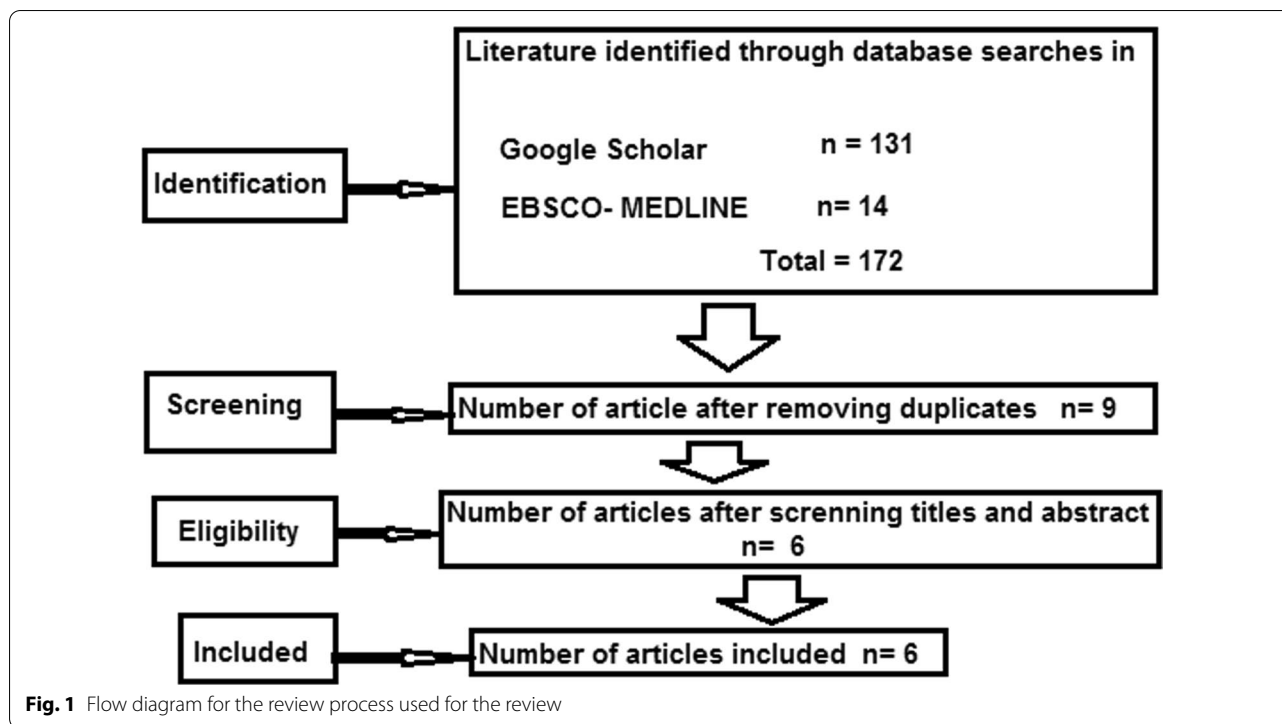 Literature identified through database searches in
Google Scholar n = 131
Identification
EBSCO- MEDLINE n= 14
Total = 172
Screening
Number of article after removing duplicates n= 9
Eligibility
Number of articles after screnning titles and abstract
n= 6
Included
Number of articles included n= 6
Fig. 1 Flow diagram for the review process used for the review